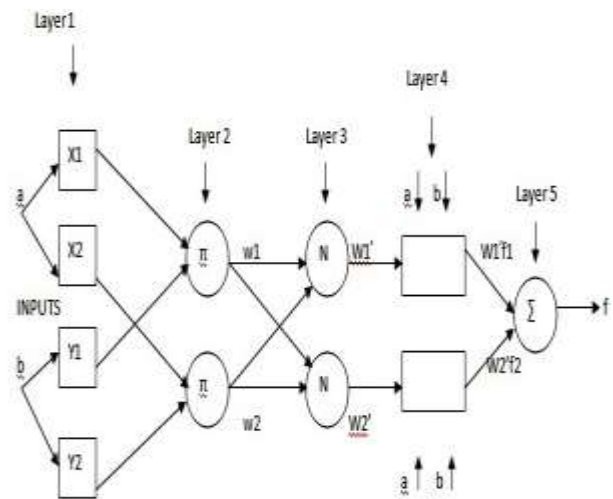 Layer1
Layer 4
Layer 2
Layer 3
X1
a
b
Layer 5
a
X2
π
w1
N
W1'
W1'f1
INPUTS
Σ
f
b
Y1
π
N
W2'f2
w2
W2'
Y2
a
b